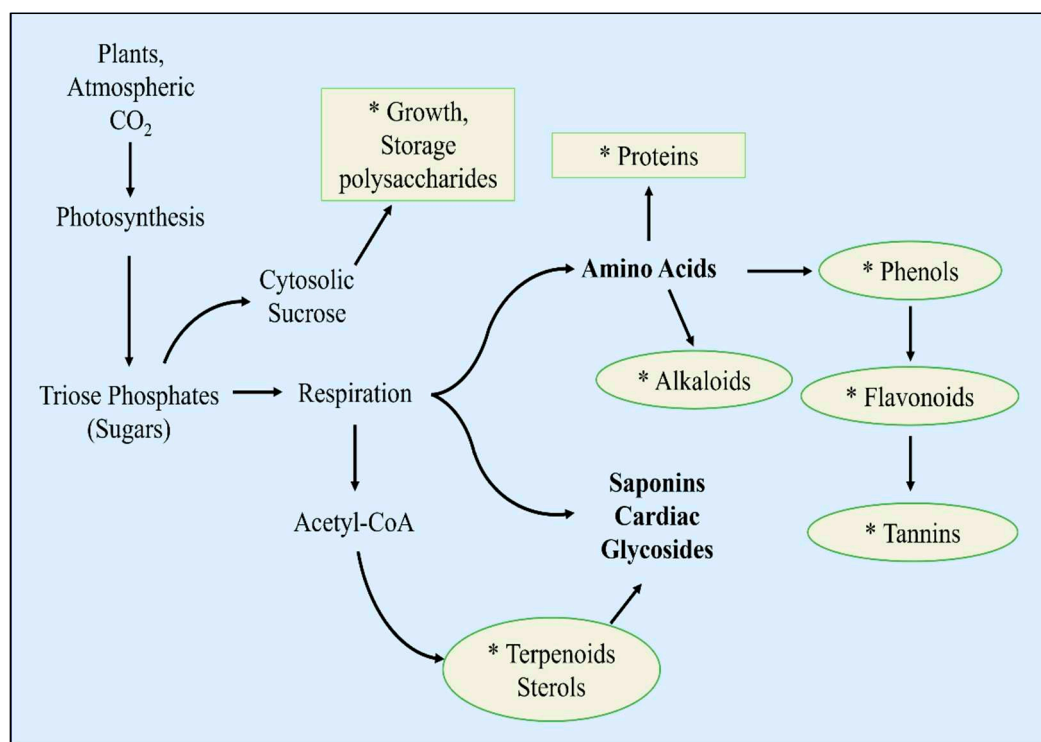 Plants,
Atmospheric
CO₂
Photosynthesis
Triose Phosphates
(Sugars)
Cytosolic
Sucrose
* Growth,
Storage
polysaccharides
Respiration
Acetyl-CoA
* Terpenoids
Sterols
Saponins
Cardiac
Glycosides
Amino Acids
* Proteins
* Alkaloids
* Phenols
* Flavonoids
* Tannins